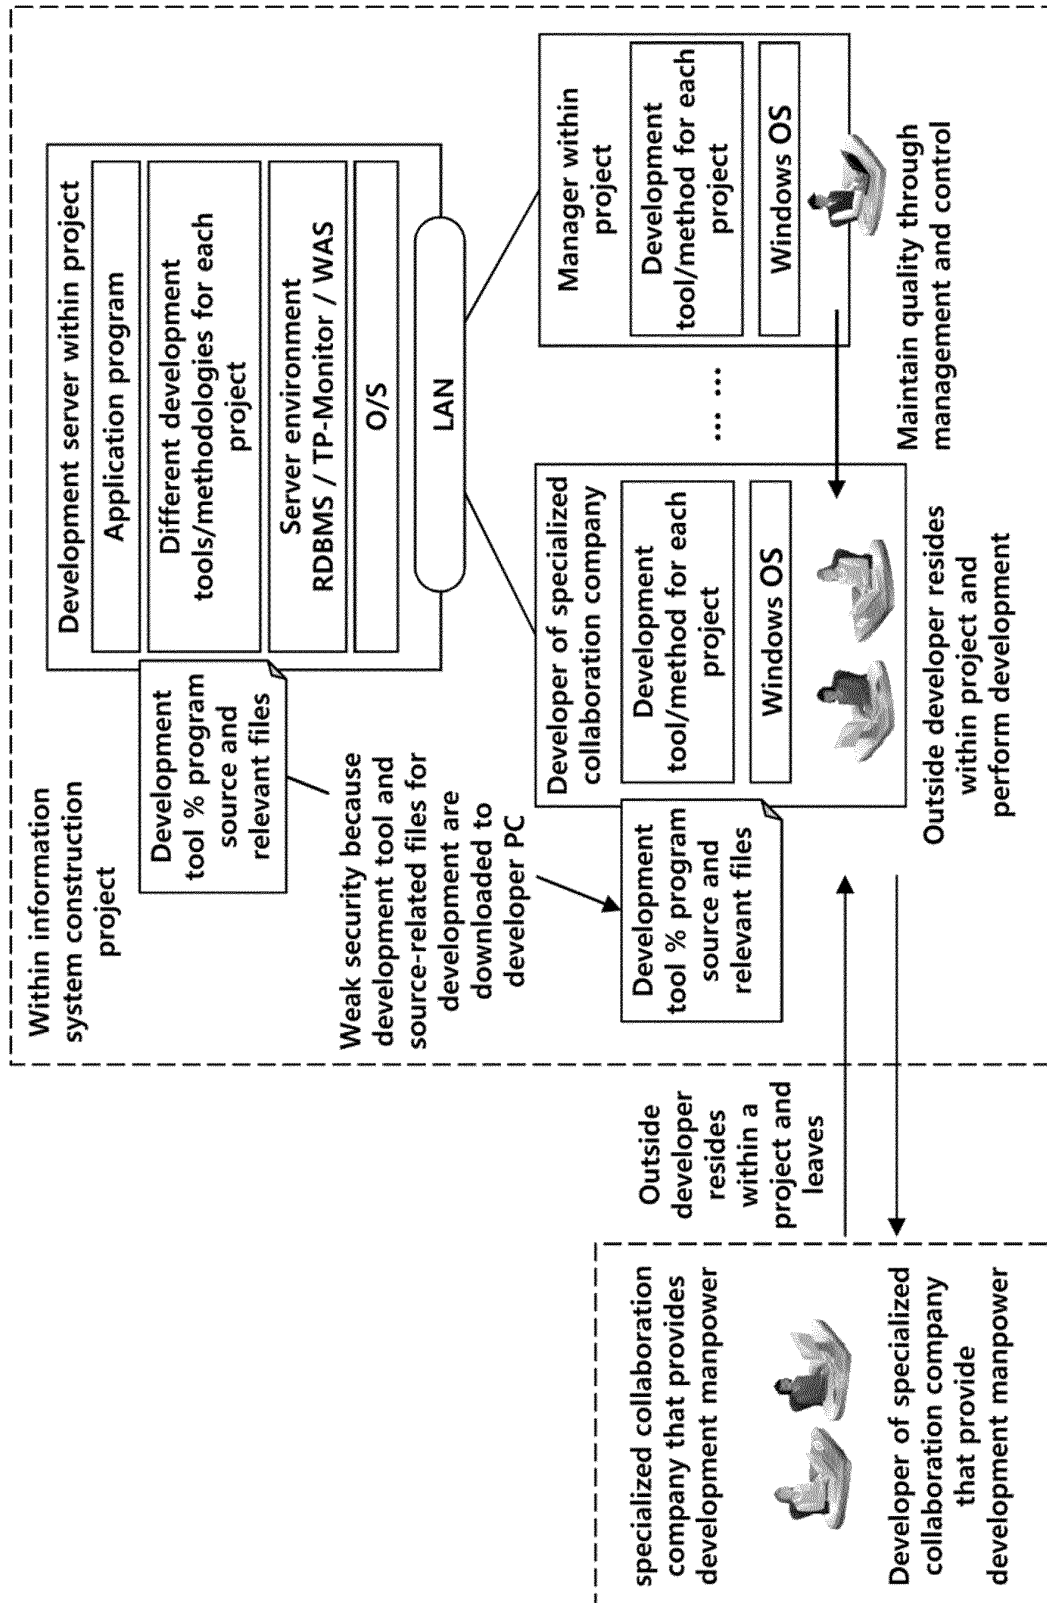 Within information
system construction
project
Development server within project
Application program
Different development
tools/methodologies for each
project
Server environment
RDBMS / TP-Monitor / WAS
O/S
LAN
Development
tool % program
source and
relevant files
Weak security because
development tool and
source-related files for
development are
downloaded to
developer PC
Development
tool % program
source and
relevant files
Developer of specialized
collaboration company
Development
tool/method for each
project
Windows OS
... ...
Manager within
project
Development
tool/method for each
project
Windows OS
Outside developer resides
within project and
perform development
Maintain quality through
management and control
Outside
developer
resides
within a
project and
leaves
specialized collaboration
company that provides
development manpower
Developer of specialized
collaboration company
that provide
development manpower